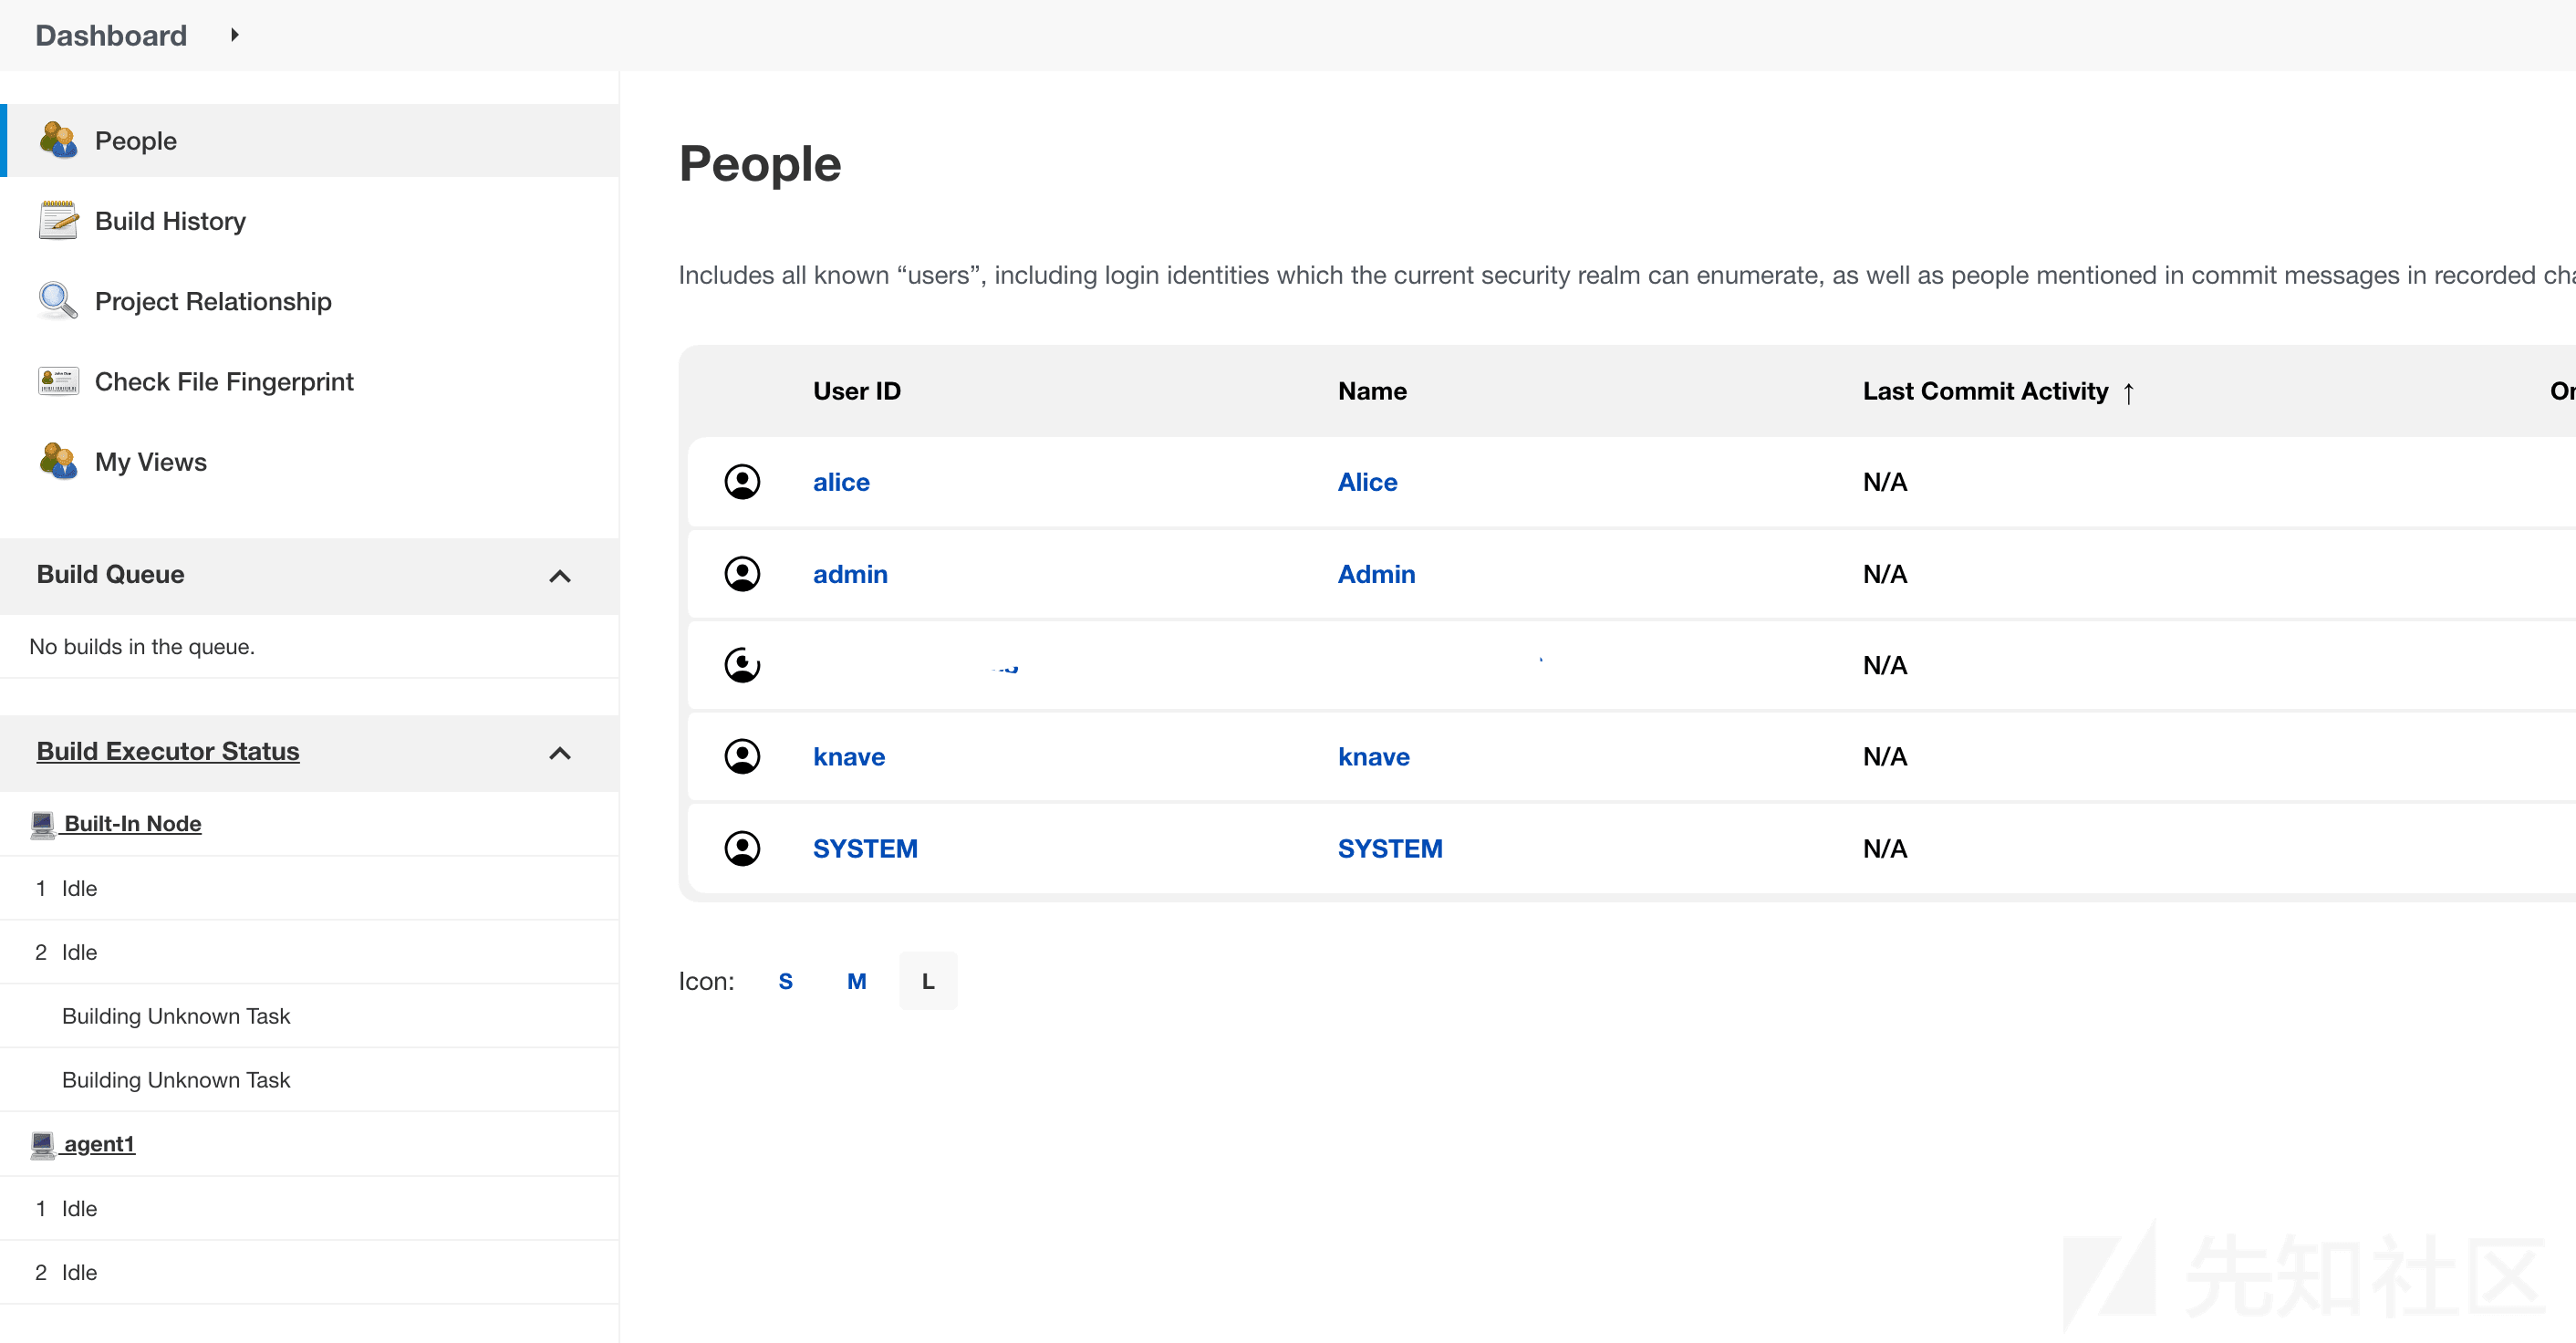 Dashboard
People
Build History
Project Relationship
Check File Fingerprint
My Views
Build Queue
No builds in the queue.
Build Executor Status
Built-In Node
1 Idle
2 Idle
Building Unknown Task
Building Unknown Task
agent1
1 Idle
2 Idle
People
Includes all known “users”, including login identities which the current security realm can enumerate, as well as people mentioned in commit messages in recorded
User ID Name Last Commit Activity ↑
alice Alice N/A
admin Admin N/A
N/A
knave knave N/A
SYSTEM SYSTEM N/A
Icon: S M L
先知社区